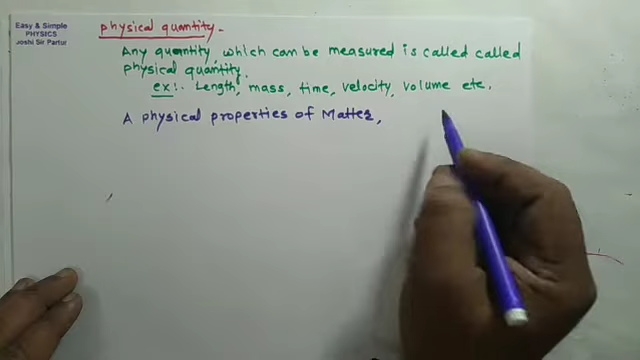 Easy & Simple
PHYSICS
Joshi Sir Partur
physical quantity.
Any quantity, which can be measured is called called
physical quantity.
ex:- Length, mass, time, velocity, volume etc.
A physical properties of Matter,